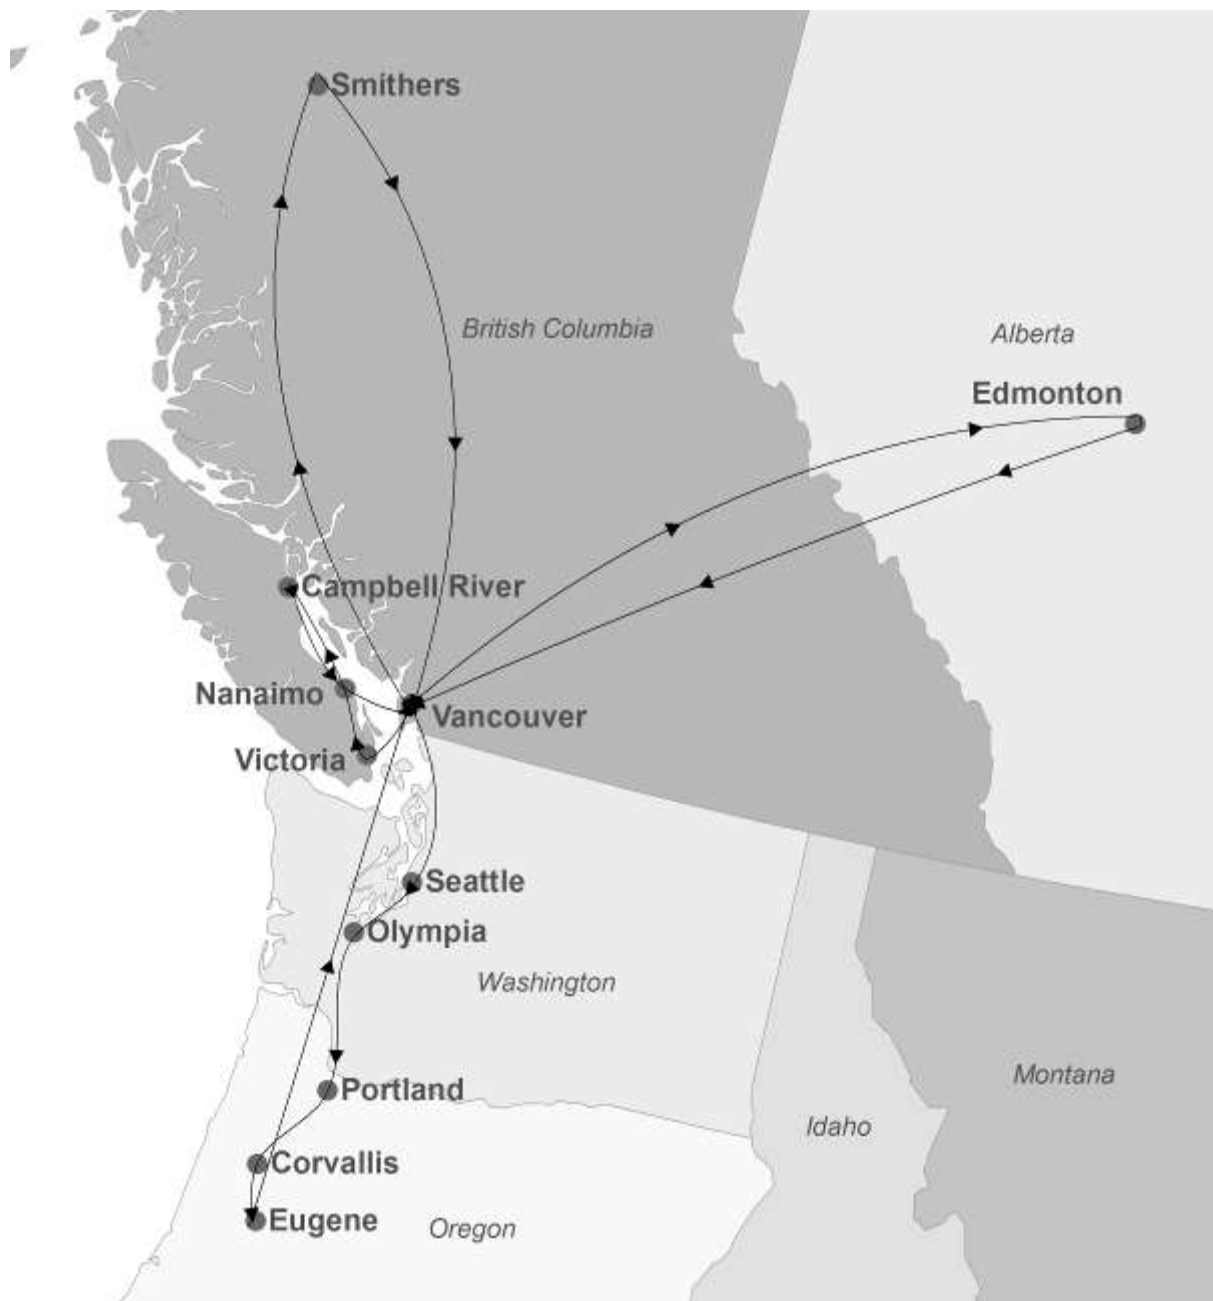 Smithers
British Columbia
Alberta
Edmonton
Campbell River
Nanaimo
Vancouver
Victoria
Seattle
Olympia
Washington
Montana
Portland
Idaho
Corvallis
Eugene
Oregon